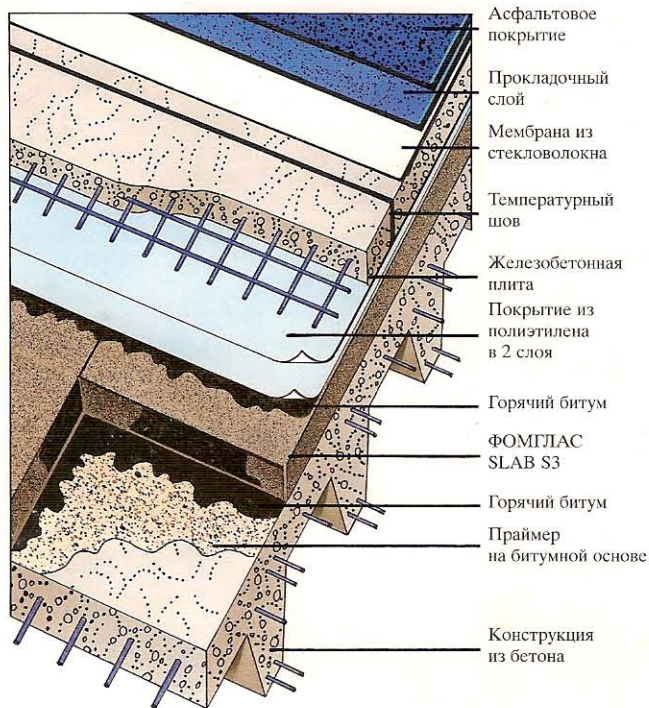 Асфальтовое
покрытие
Прокладочный
слой
Мембрана из
стекловолокна
Температурный
шов
Железобетонная
плита
Покрытие из
полиэтилена
в 2 слоя
Горячий битум
ФОМГЛАС
SLAB S3
Горячий битум
Праймер
на битумной основе
Конструкция
из бетона